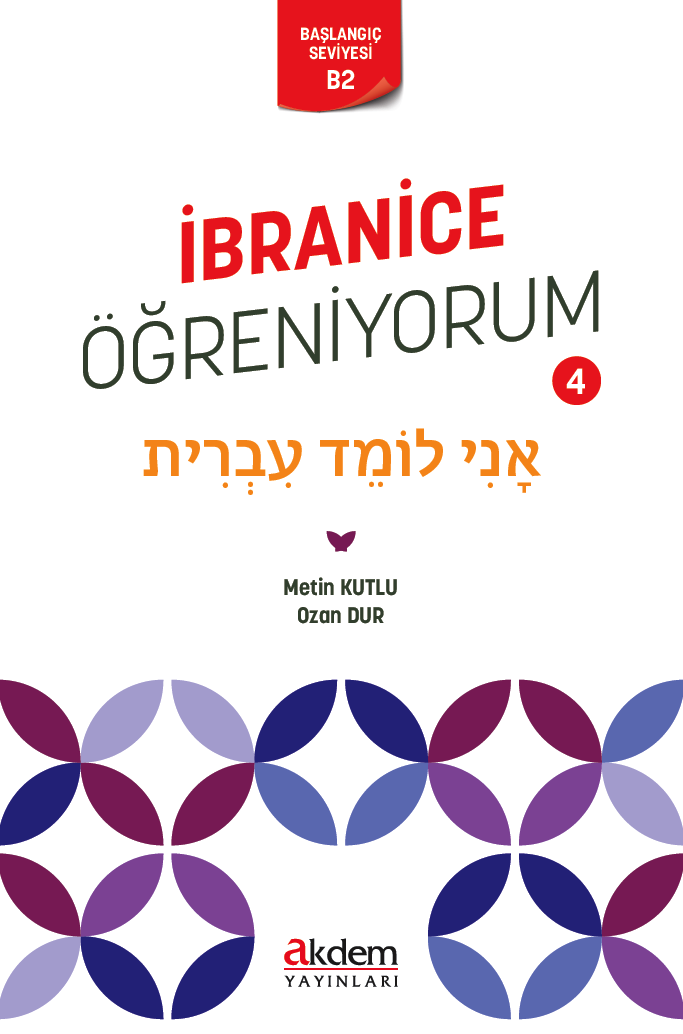 BAŞLANGIÇ
SEVİYESİ
B2
İBRANİCE
ÖĞRENİYORUM
4
אֲנִי לוֹמֵד עִבְרִית
Metin KUTLU
Ozan DUR
akdem
YAYINLARI